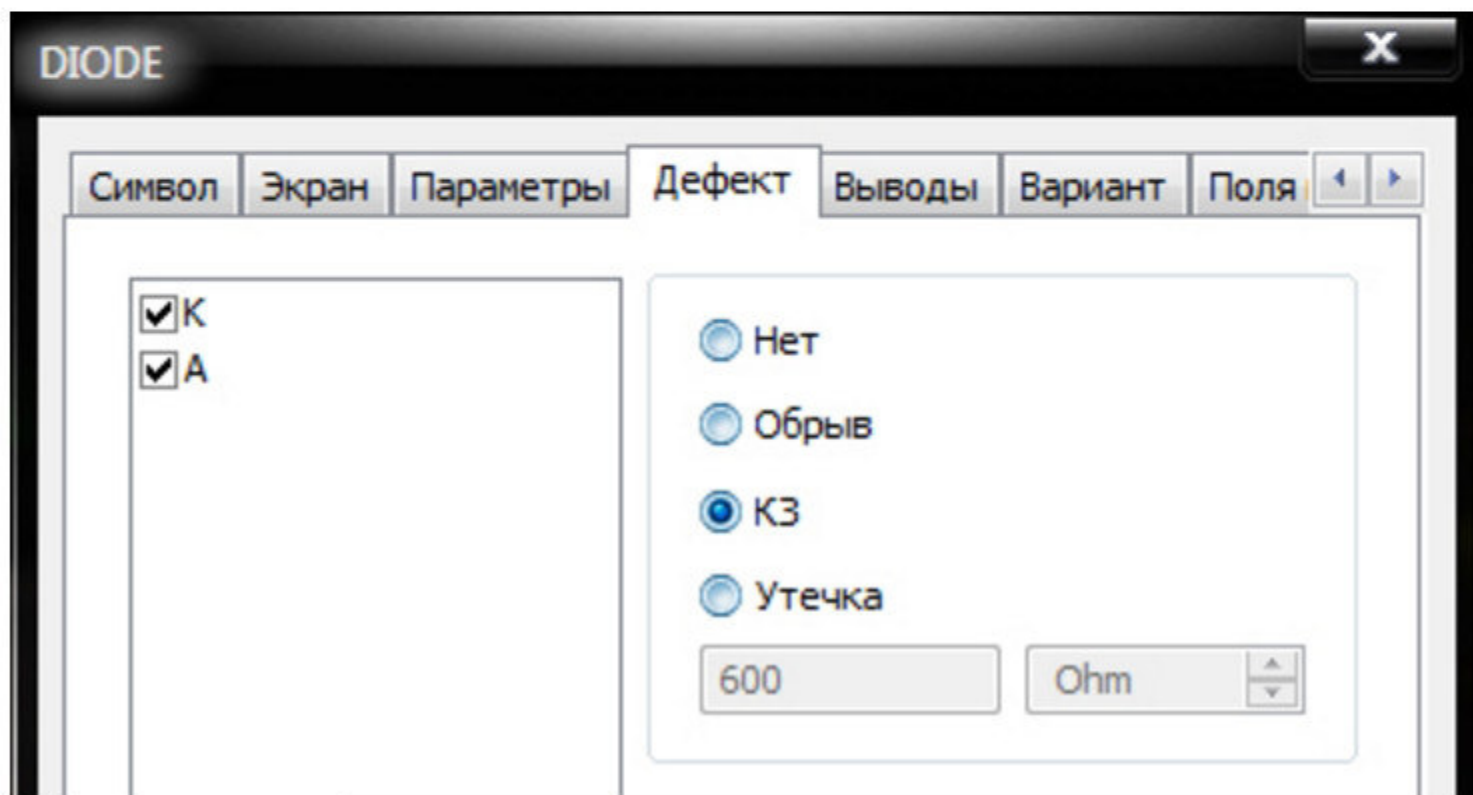 DIODE
Символ Экран Параметры Дефект Выводы Вариант Поля
К
А
Нет
Обрыв
КЗ
Утечка
600 Ohm